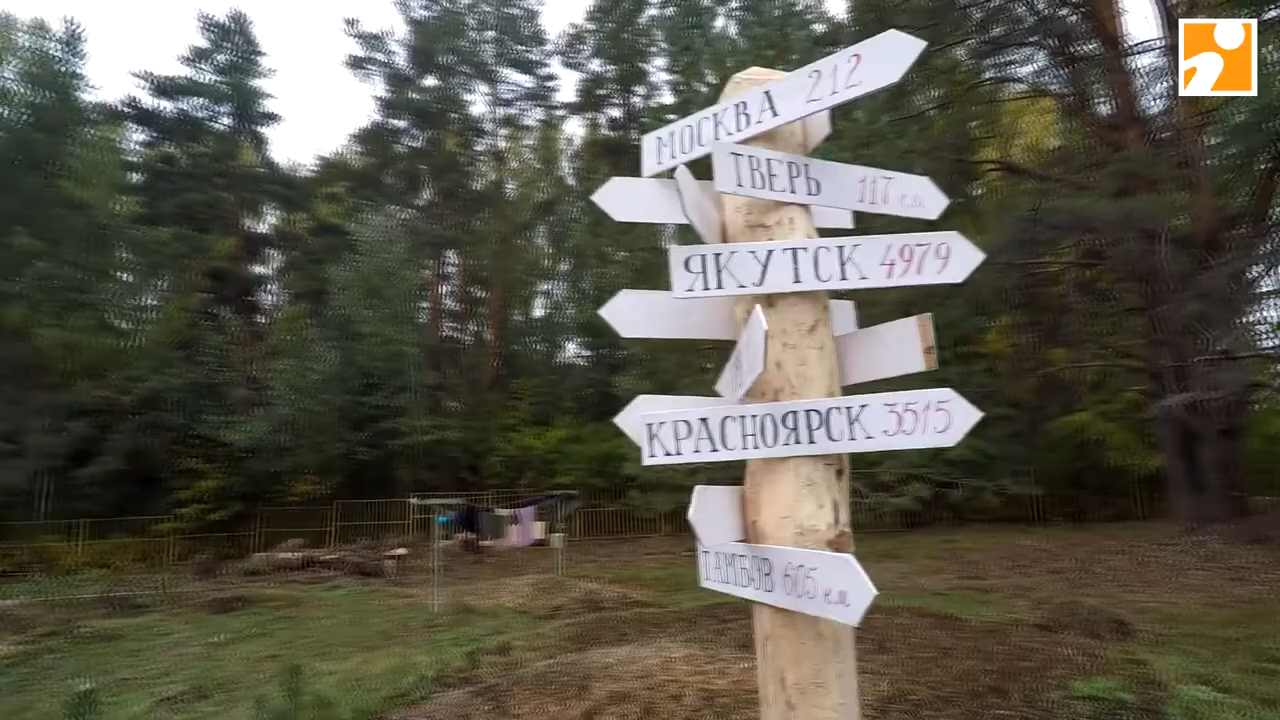 МОСКВА 212
ТВЕРЬ 117 км
ЯКУТСК 4979
КРАСНОЯРСК 3515
ТАМБОВ 605 км